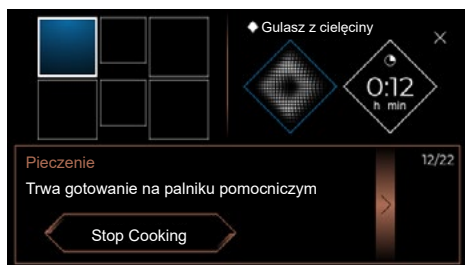 Gulasz z cielęciny
0:12
h min
Pieczenie
12/22
Trwa gotowanie na palniku pomocniczym
Stop Cooking